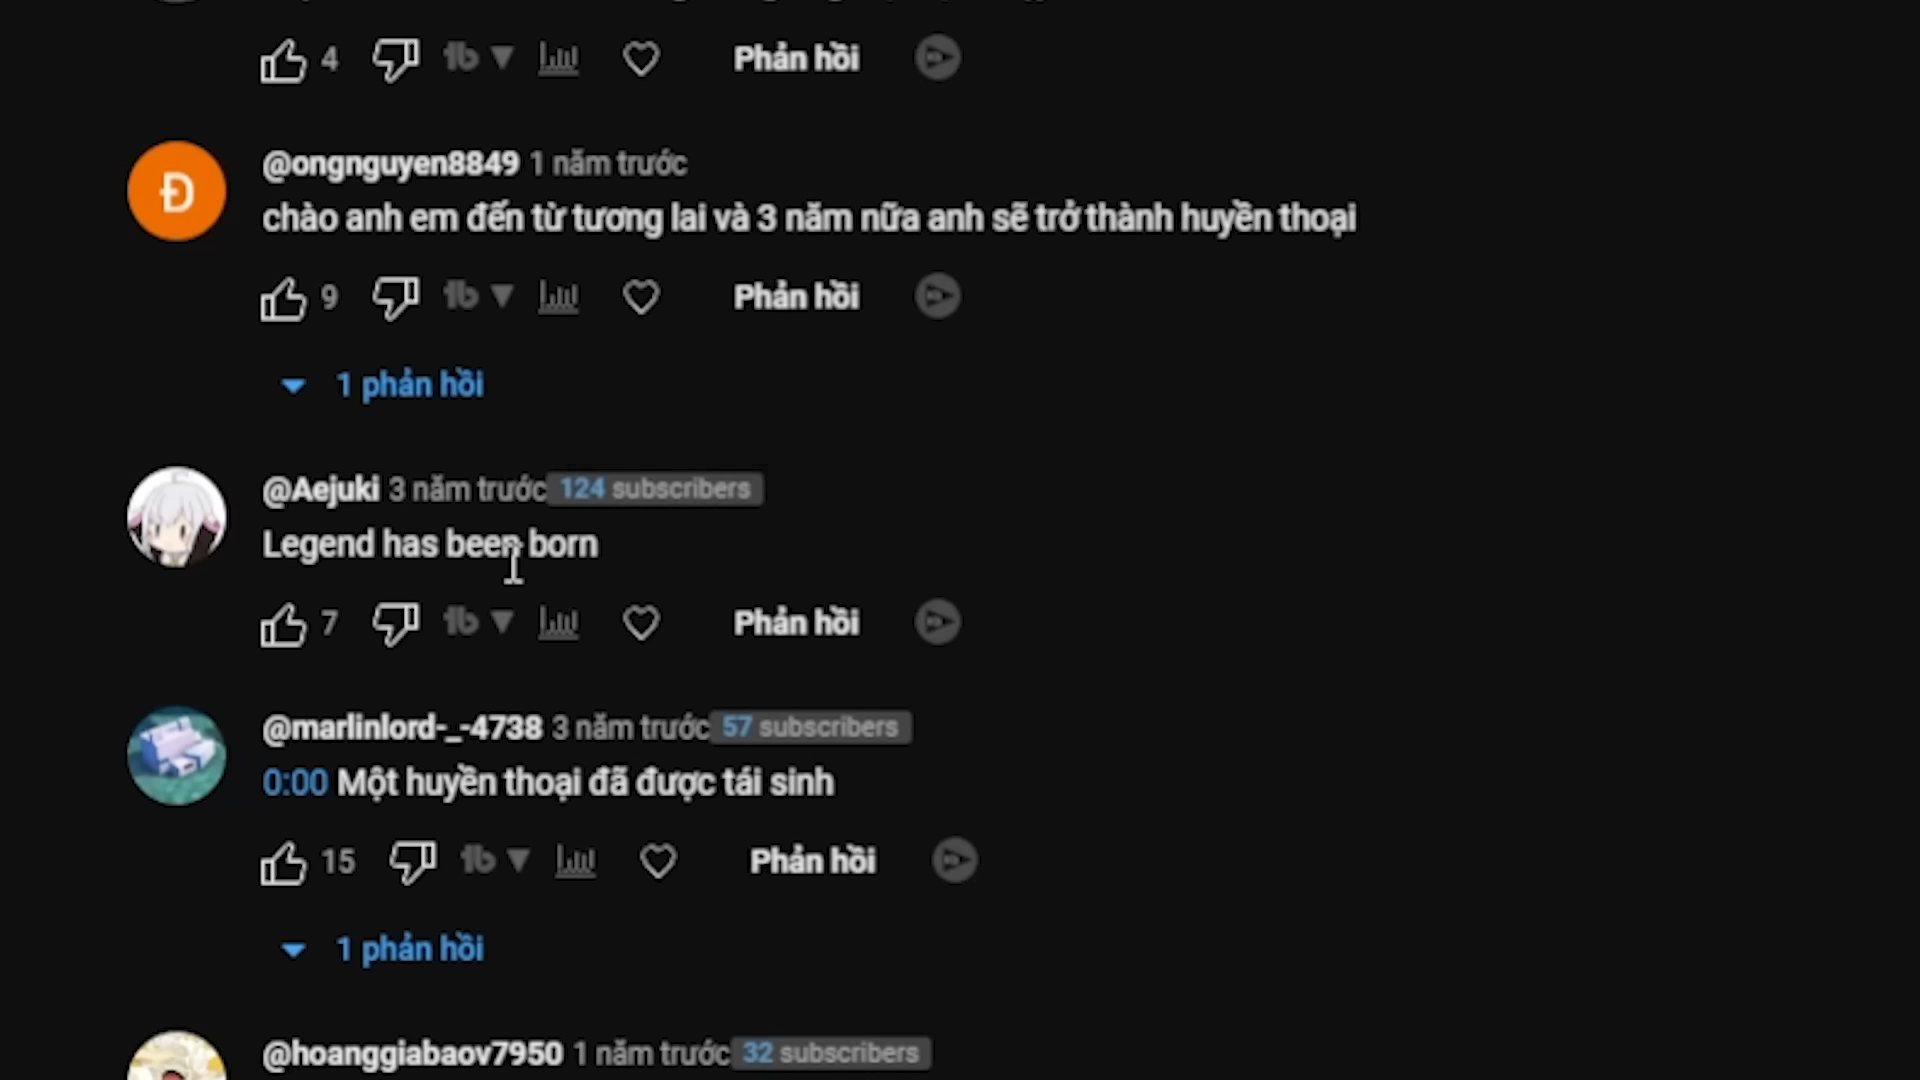 4 Phản hồi
Đ
@ongnguyen8849 1 năm trước
chào anh em đến từ tương lai và 3 năm nữa anh sẽ trở thành huyền thoại
9 Phản hồi
1 phản hồi
@Aejuki 3 năm trước 124 subscribers
Legend has been born
7 Phản hồi
@marlinlord-_-4738 3 năm trước 57 subscribers
0:00 Một huyền thoại đã được tái sinh
15 Phản hồi
1 phản hồi
@hoanggiabaov7950 1 năm trước 32 subscribers